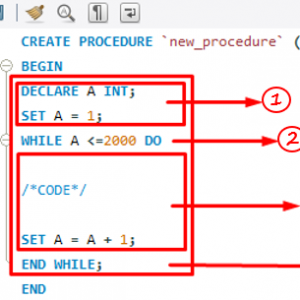 CREATE PROCEDURE `new_procedure` (
BEGIN
DECLARE A INT;
1
SET A = 1;
WHILE A <=2000 DO
2
/*CODE*/
SET A = A + 1;
END WHILE;
END